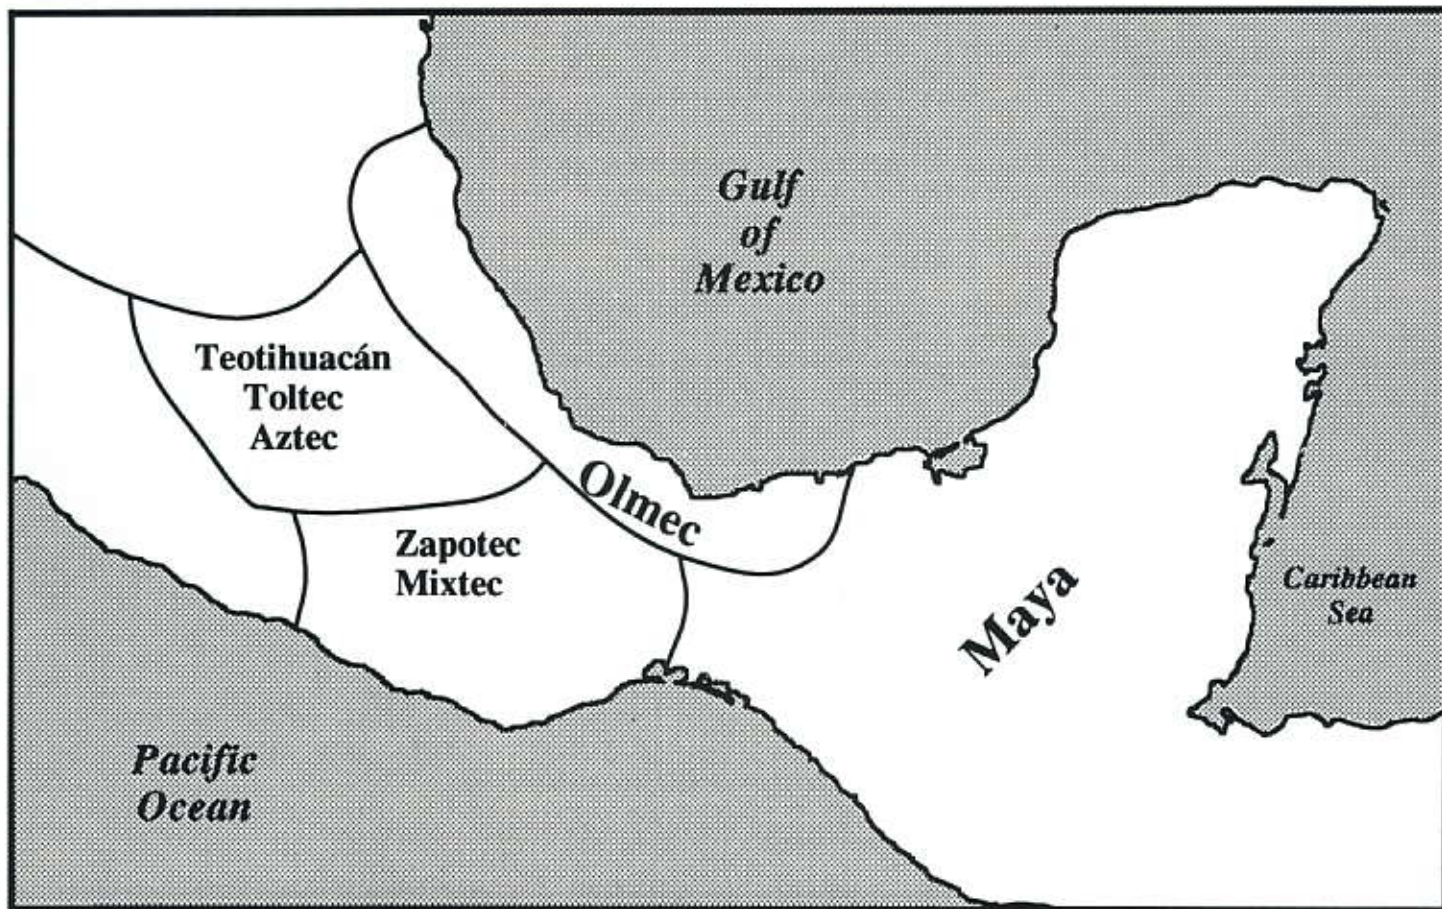 Gulf
of
Mexico
Teotihuacán
Toltec
Aztec
Olmec
Zapotec
Mixtec
Maya
Caribbean
Sea
Pacific
Ocean